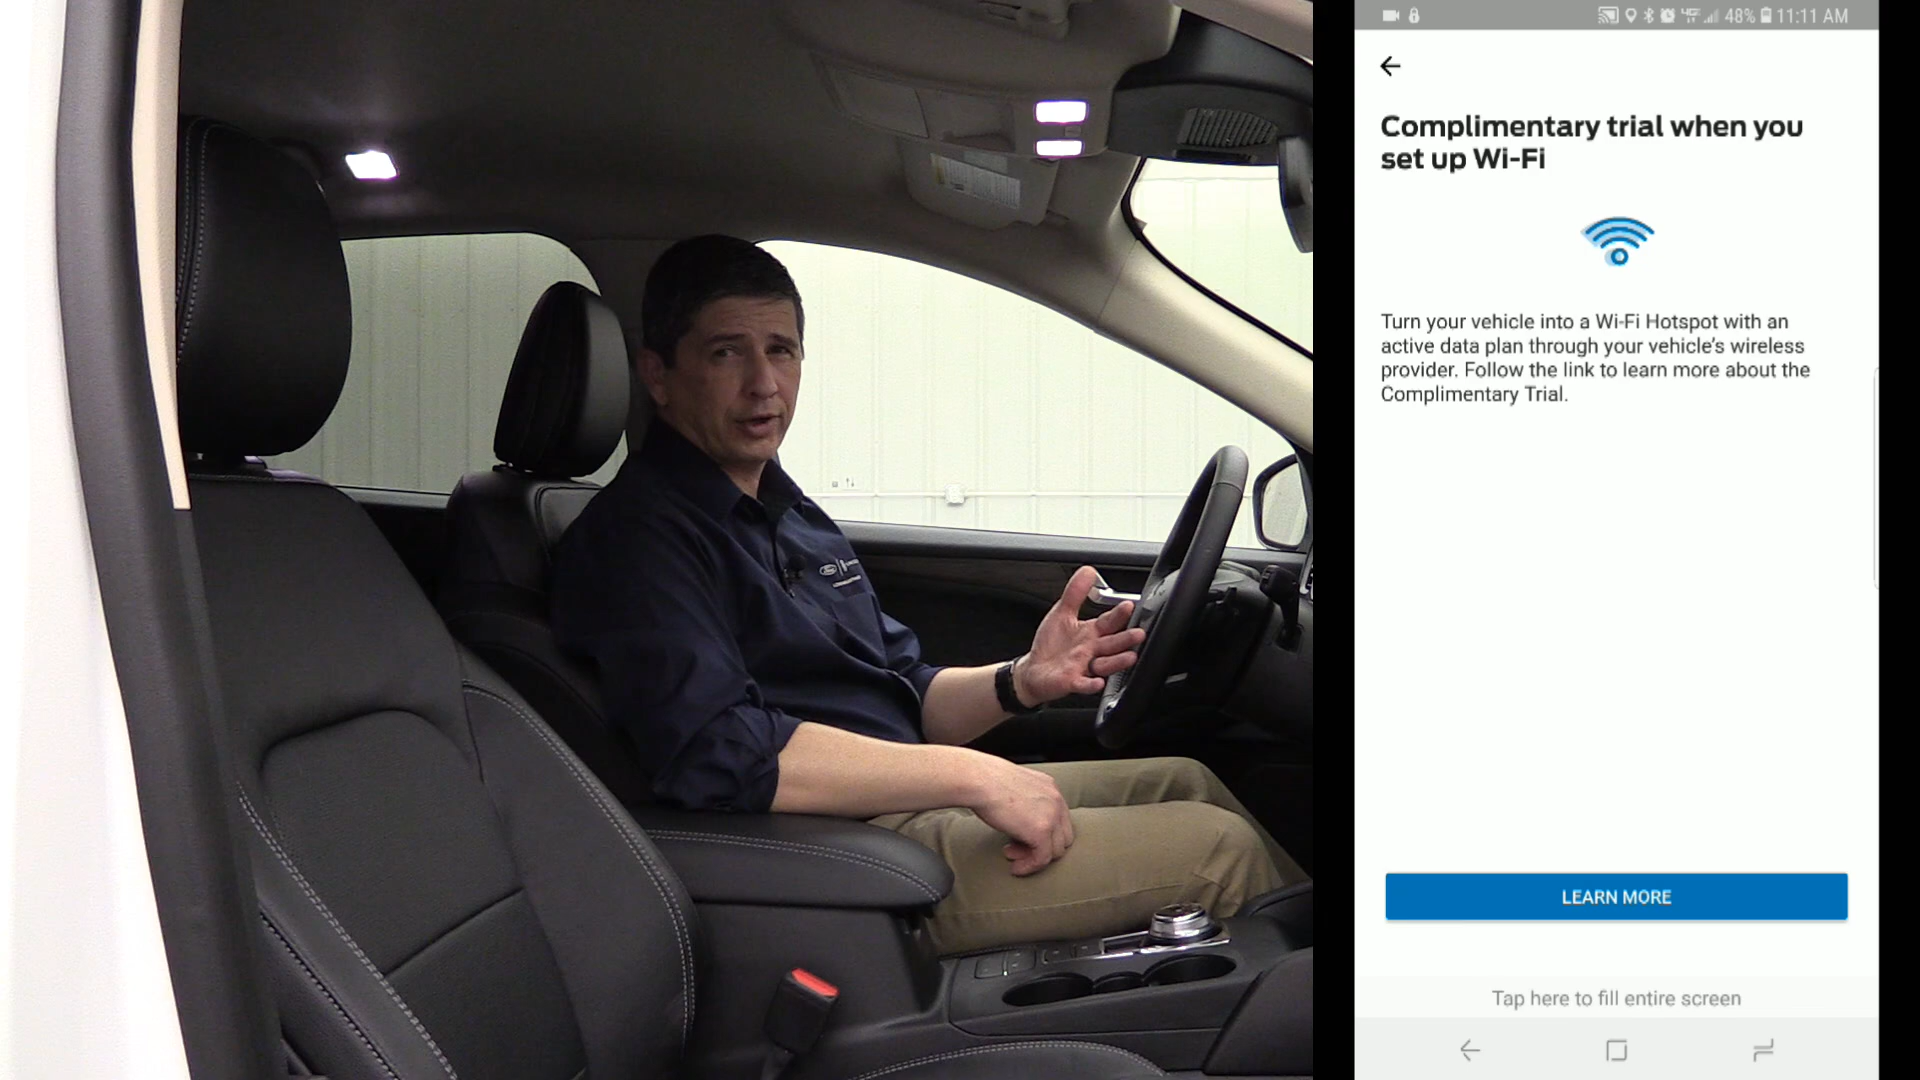 48% 11:11 AM
Complimentary trial when you
set up Wi-Fi
Turn your vehicle into a Wi-Fi Hotspot with an
active data plan through your vehicle's wireless
provider. Follow the link to learn more about the
Complimentary Trial.
LEARN MORE
Tap here to fill entire screen
Ford